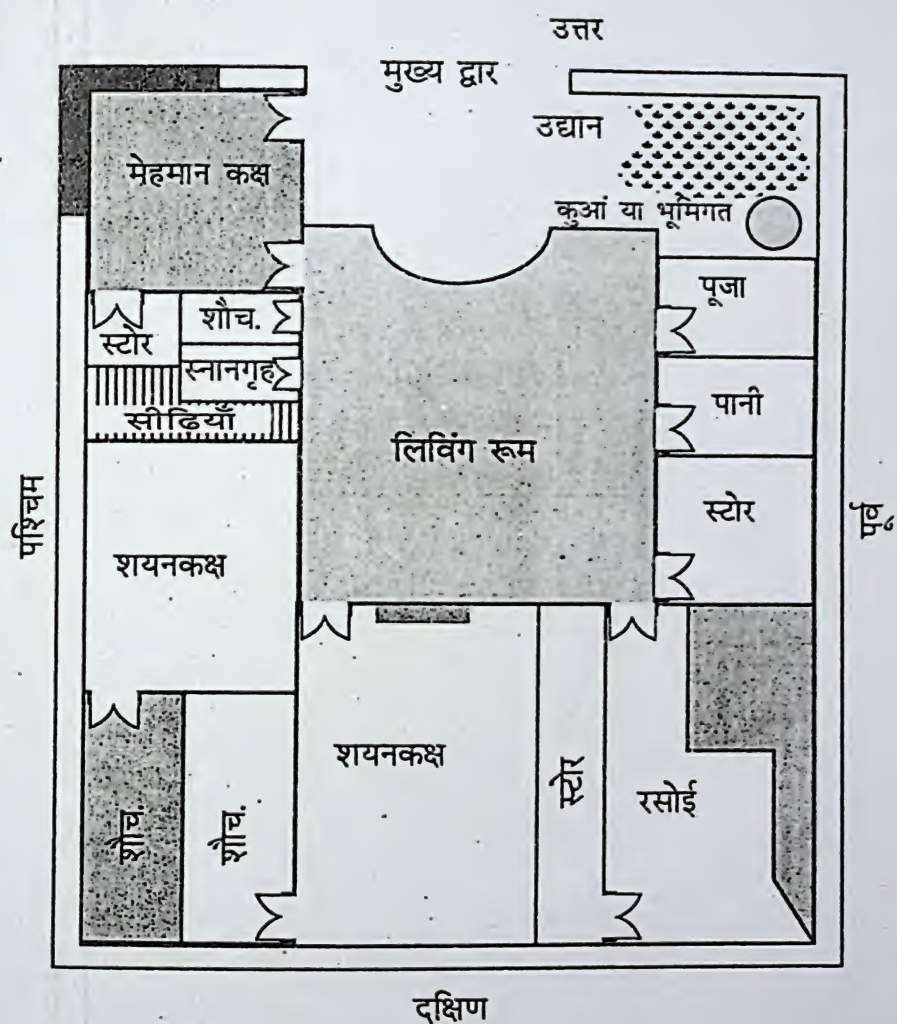 उत्तर
मुख्य द्वार
उद्यान
मेहमान कक्ष
कुआं या भूमिगत
पूजा
शौच.
स्टोर
स्नानगृह
पानी
सीढियाँ
लिविंग रूम
पश्चिम
स्टोर
पूर्व
शयनकक्ष
शयनकक्ष
स्टोर
रसोई
शौच.
शौच.
दक्षिण